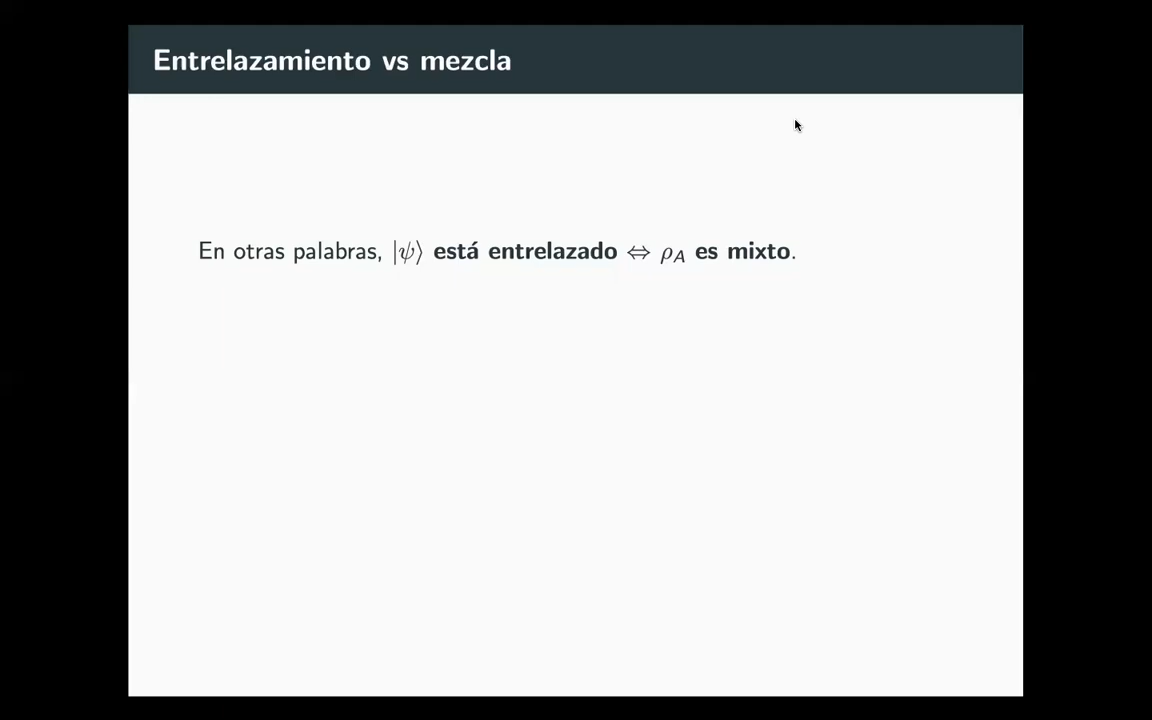 Entrelazamiento vs mezcla
En otras palabras, |ψ⟩ está entrelazado ⇔ ρ_A es mixto.